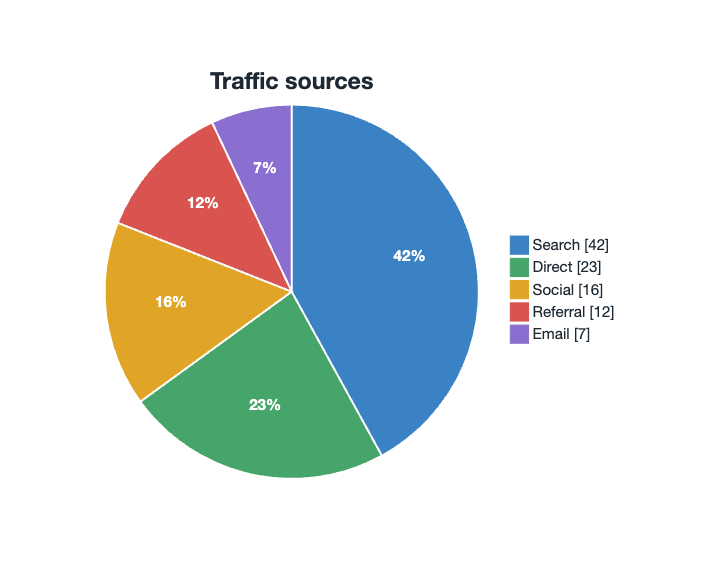 Traffic sources
7%
12%
42%
16%
23%
Search [42]
Direct [23]
Social [16]
Referral [12]
Email [7]